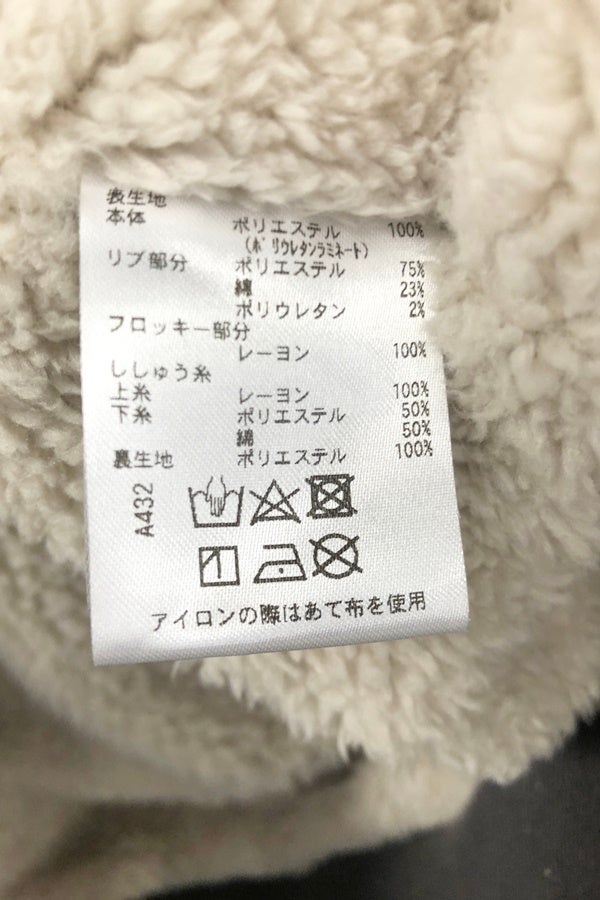 表生地
本体 ポリエステル 100%
(ポリウレタンラミネート)
リブ部分 ポリエステル 75%
綿 23%
ポリウレタン 2%
フロッキー部分
レーヨン 100%
ししゅう糸
上糸 レーヨン 100%
下糸 ポリエステル 50%
綿 50%
裏生地 ポリエステル 100%
A432
アイロンの際はあて布を使用